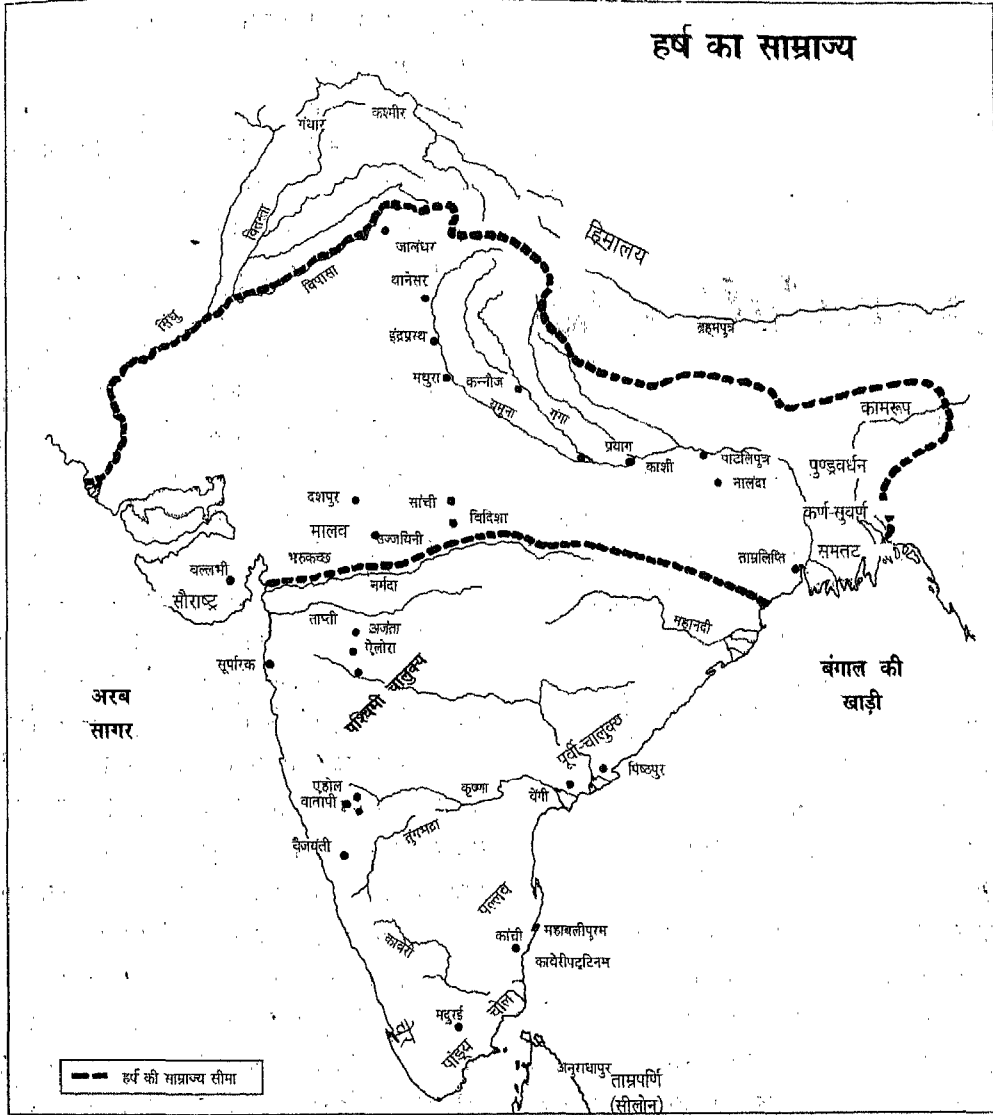 हर्ष का साम्राज्य
कश्मीर
गंधार
वितस्ता
हिमालय
जालंधर
विपासा
थानेसर
सिंधु
ब्रह्मपुत्र
इंद्रप्रस्थ
मथुरा
कन्नौज
यमुना
गंगा
कामरूप
प्रयाग
काशी
पाटलिपुत्र
पुण्ड्रवर्धन
नालंदा
दशपुर
सांची
कर्ण-सुवर्ण
विदिशा
मालव
उज्जयिनी
समतट
भरुकच्छ
ताम्रलिप्ति
वल्लभी
नर्मदा
सौराष्ट्र
ताप्ती
अजंता
महानदी
ऐलोरा
सूर्पारक
पश्चिमी चालुक्य
बंगाल की
खाड़ी
अरब
सागर
पूर्वी-चालुक्य
पिष्ठपुर
एहोल
वातापी
कृष्णा
वेंगी
तुंगभद्रा
वैजयंती
पल्लव
महाबलीपुरम
कांची
कावेरी
कावेरीपट्टिनम
चोल
मदुरई
पांड्य
अनुराधापुर
ताम्रपर्णि
(सीलोन)
हर्ष की साम्राज्य सीमा